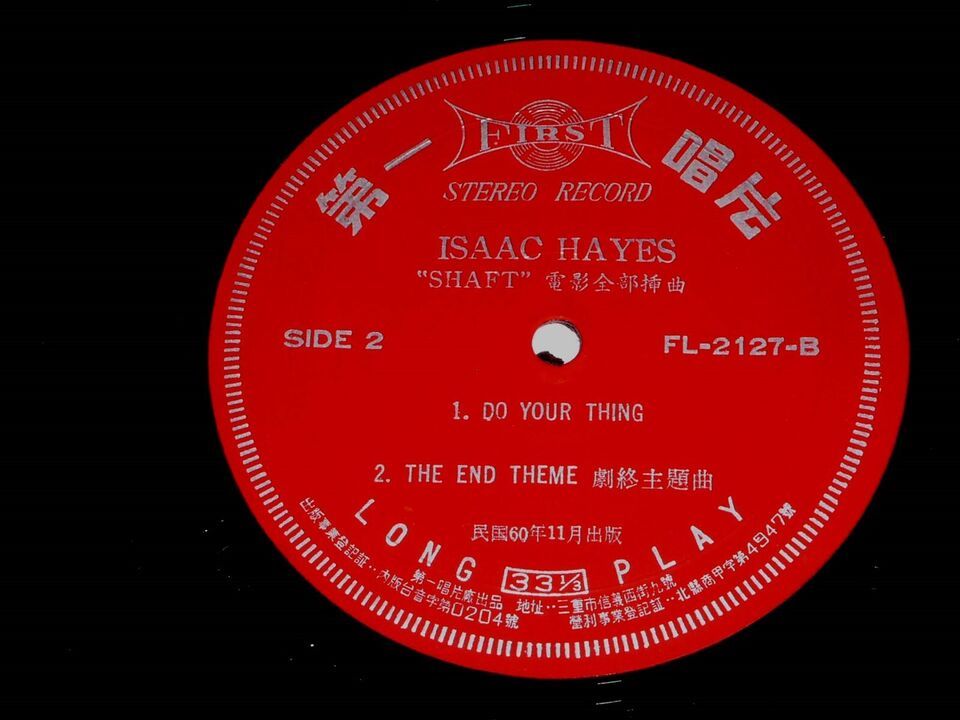 FIRST
第一 唱片
STEREO RECORD
ISAAC HAYES
"SHAFT" 電影全部揷曲
SIDE 2
FL-2127-B
1. DO YOUR THING
2. THE END THEME 劇終主題曲
民国60年11月出版
LONG 33⅓ PLAY
出版事業登記証‥內版台音字第0204號
第一唱片廠出品 地址‥三重市信義西街九號
營利事業登記証‥北縣商甲字第4947號